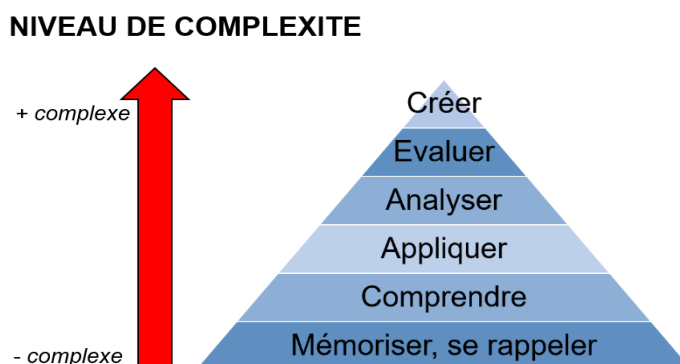 NIVEAU DE COMPLEXITE
+ complexe
Créer
Evaluer
Analyser
Appliquer
Comprendre
Mémoriser, se rappeler
- complexe